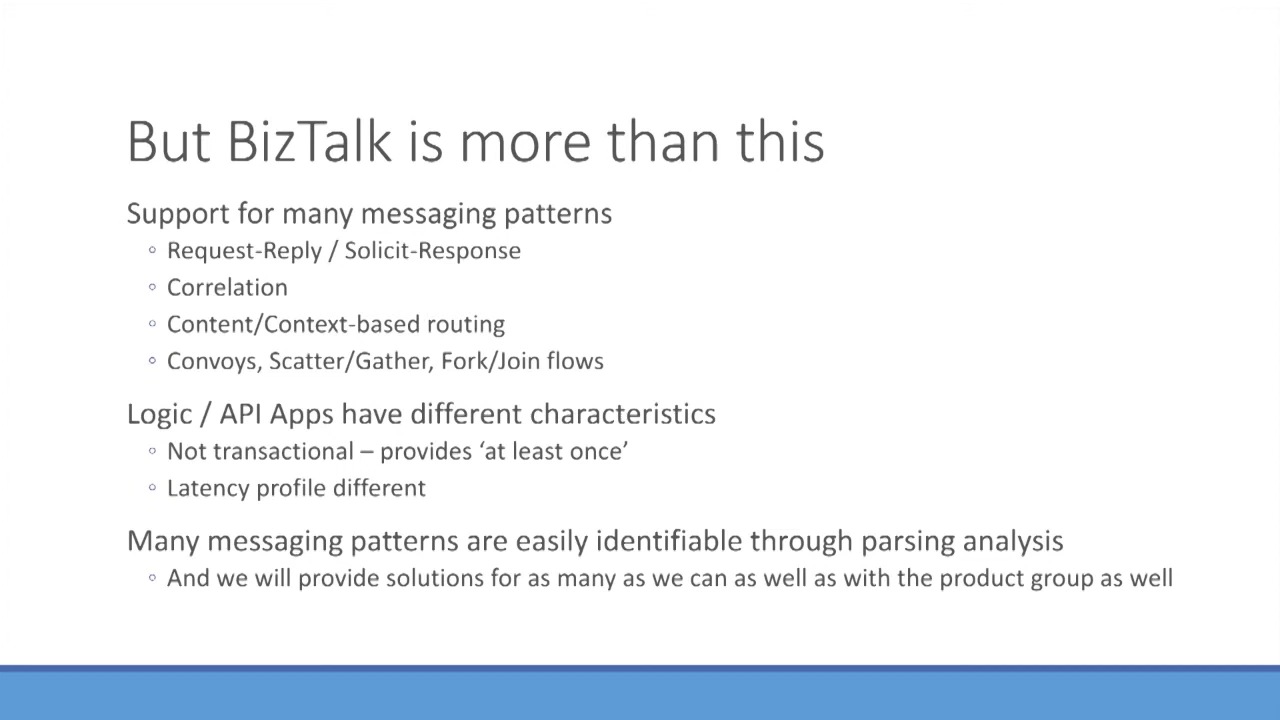 But BizTalk is more than this
Support for many messaging patterns
◦ Request-Reply / Solicit-Response
◦ Correlation
◦ Content/Context-based routing
◦ Convoys, Scatter/Gather, Fork/Join flows
Logic / API Apps have different characteristics
◦ Not transactional – provides ‘at least once’
◦ Latency profile different
Many messaging patterns are easily identifiable through parsing analysis
◦ And we will provide solutions for as many as we can as well as with the product group as well